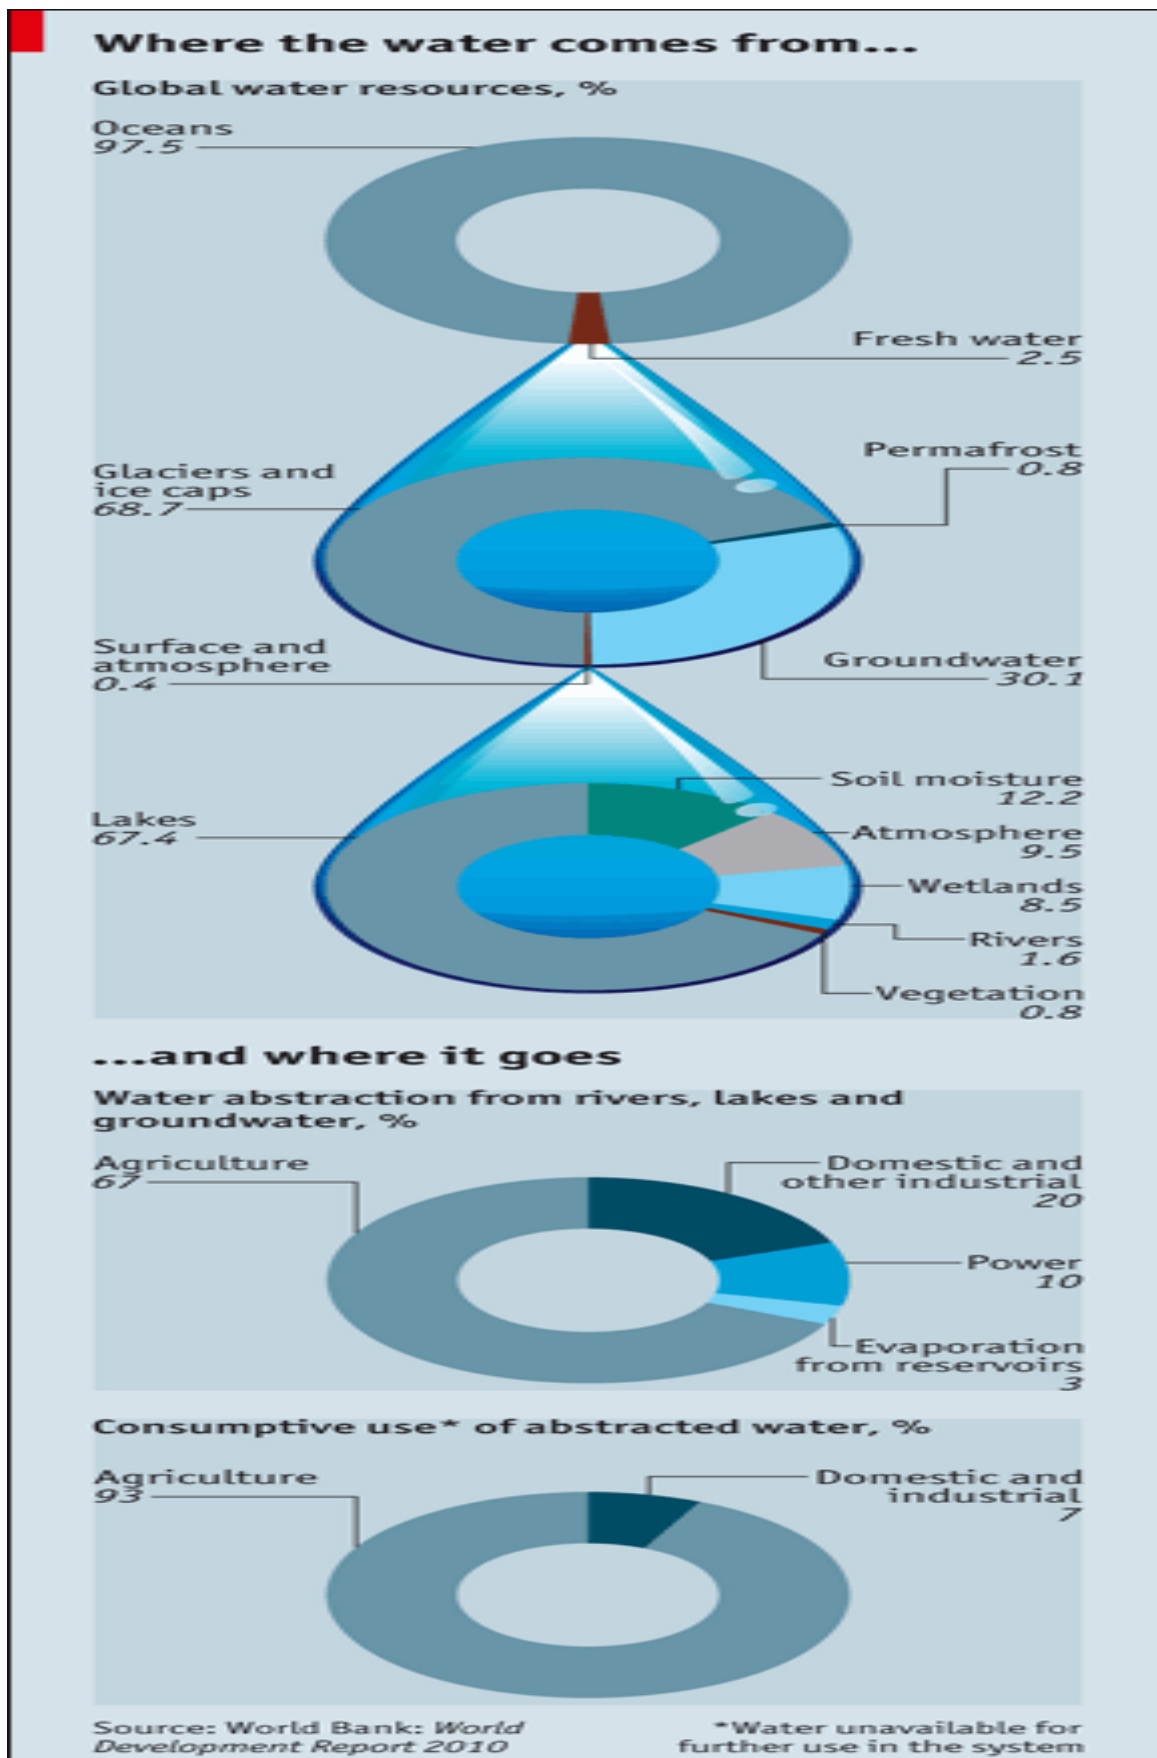 Where the water comes from...
Global water resources, %
Oceans
97.5
Fresh water
2.5
Permafrost
0.8
Glaciers and
ice caps
68.7
Surface and
atmosphere
0.4
Groundwater
30.1
Soil moisture
12.2
Lakes
67.4
Atmosphere
9.5
Wetlands
8.5
Rivers
1.6
Vegetation
0.8
...and where it goes
Water abstraction from rivers, lakes and
groundwater, %
Agriculture
67
Domestic and
other industrial
20
Power
10
Evaporation
from reservoirs
3
Consumptive use* of abstracted water, %
Agriculture
93
Domestic and
industrial
7
Source: World Bank: World
Development Report 2010
*Water unavailable for
further use in the system